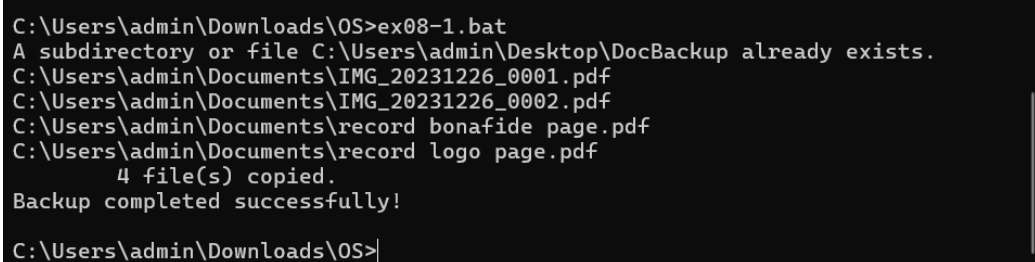 C:\Users\admin\Downloads\OS>ex08-1.bat
A subdirectory or file C:\Users\admin\Desktop\DocBackup already exists.
C:\Users\admin\Documents\IMG_20231226_0001.pdf
C:\Users\admin\Documents\IMG_20231226_0002.pdf
C:\Users\admin\Documents\record bonafide page.pdf
C:\Users\admin\Documents\record logo page.pdf
        4 file(s) copied.
Backup completed successfully!
C:\Users\admin\Downloads\OS>